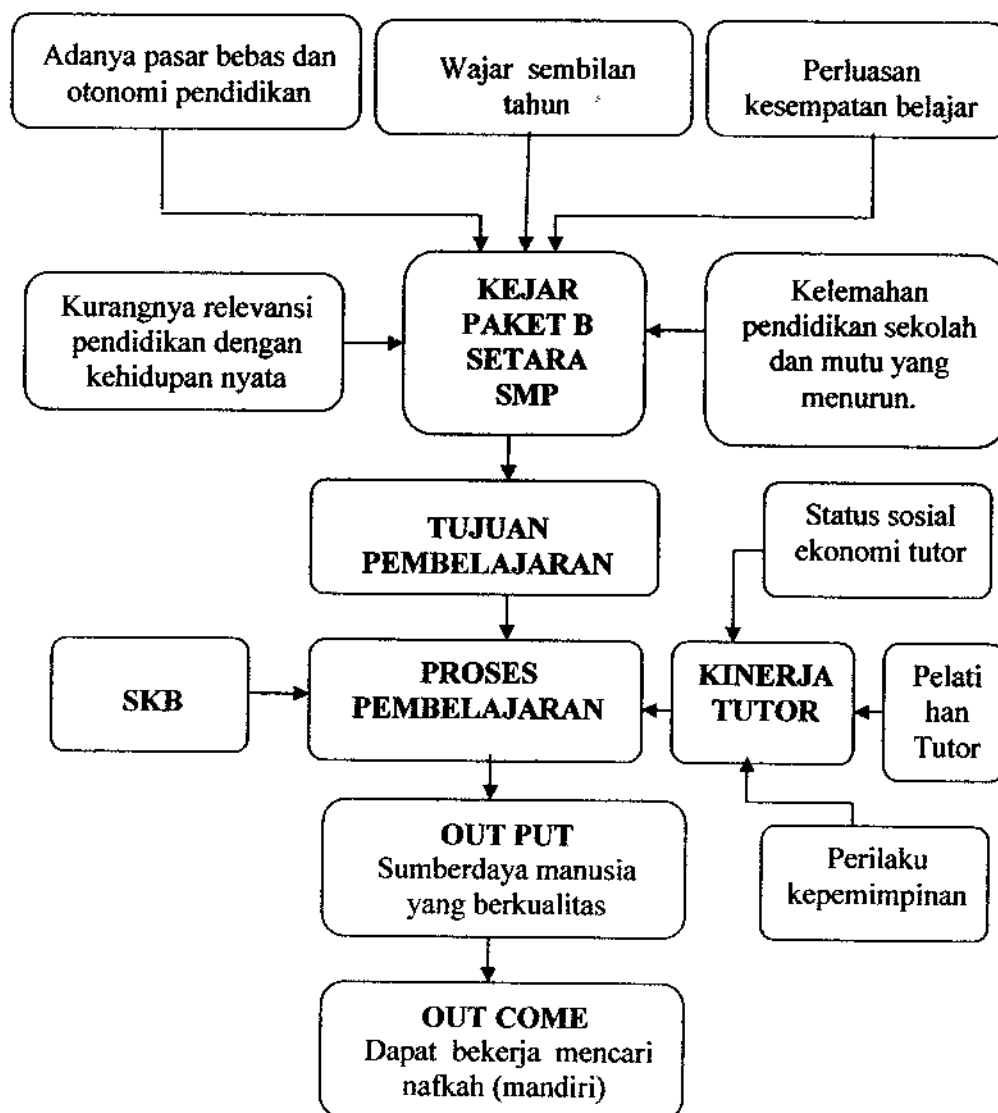 Adanya pasar bebas dan
otonomi pendidikan
Wajar sembilan
tahun
Perluasan
kesempatan belajar
Kurangnya relevansi
pendidikan dengan
kehidupan nyata
KEJAR
PAKET B
SETARA
SMP
Kelemahan
pendidikan sekolah
dan mutu yang
menurun.
TUJUAN
PEMBELAJARAN
Status sosial
ekonomi tutor
SKB
PROSES
PEMBELAJARAN
KINERJA
TUTOR
Pelati
han
Tutor
OUT PUT
Sumberdaya manusia
yang berkualitas
Perilaku
kepemimpinan
OUT COME
Dapat bekerja mencari
nafkah (mandiri)